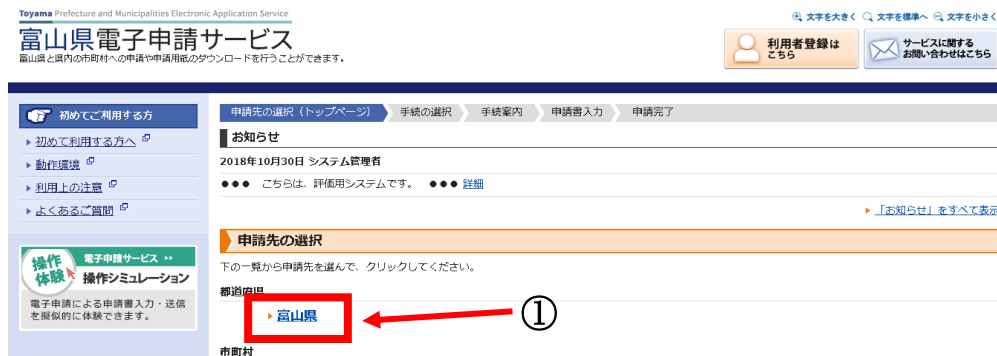 Toyama Prefecture and Municipalities Electronic Application Service
富山県電子申請サービス
富山県と県内の市町村への申請や申請用紙のダウンロードを行うことができます。
文字を大きく 文字を標準へ 文字を小さく
利用者登録は
こちら
サービスに関する
お問い合わせはこちら
初めてご利用する方
初めて利用する方へ
動作環境
利用上の注意
よくあるご質問
操作
体験
電子申請サービス
操作シミュレーション
電子申請による申請書入力・送信
を擬似的に体験できます。
申請先の選択（トップページ） 手続の選択 手続案内 申請書入力 申請完了
お知らせ
2018年10月30日 システム管理者
●●● こちらは、評価用システムです。 ●●● 詳細
「お知らせ」をすべて表示
申請先の選択
下の一覧から申請先を選んで、クリックしてください。
都道府県
富山県
①
市町村